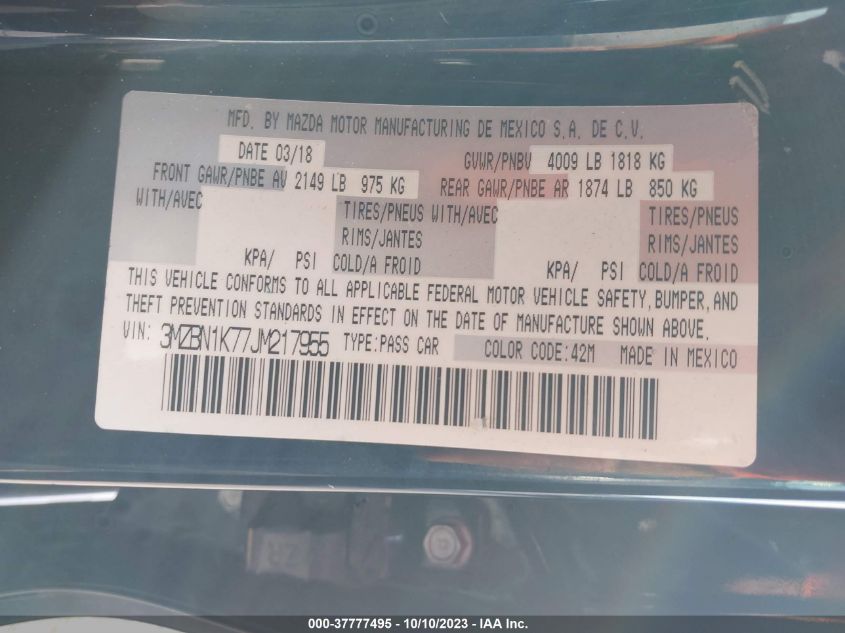 MFD. BY MAZDA MOTOR MANUFACTURING DE MEXICO S.A. DE C.V.
DATE 03/18 GVWR/PNBV 4009 LB 1818 KG
FRONT GAWR/PNBE AV 2149 LB 975 KG REAR GAWR/PNBE AR 1874 LB 850 KG
WITH/AVEC TIRES/PNEUS WITH/AVEC TIRES/PNEUS
RIMS/JANTES RIMS/JANTES
KPA/ PSI COLD/A FROID KPA/ PSI COLD/A FROID
THIS VEHICLE CONFORMS TO ALL APPLICABLE FEDERAL MOTOR VEHICLE SAFETY, BUMPER, AND
THEFT PREVENTION STANDARDS IN EFFECT ON THE DATE OF MANUFACTURE SHOWN ABOVE.
VIN: 3MZBN1K77JM217955 TYPE:PASS CAR COLOR CODE:42M MADE IN MEXICO
000-37777495 - 10/10/2023 - IAA Inc.